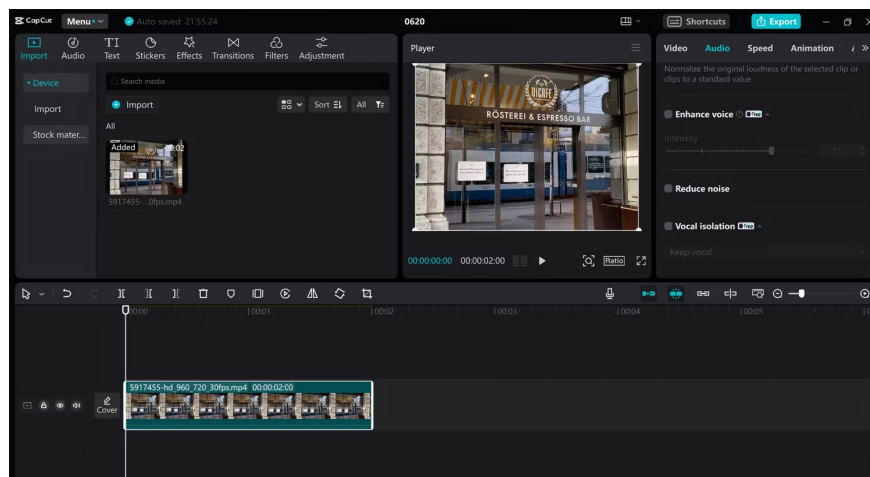 CapCut Menu Auto saved: 21:55:24 0620 Shortcuts Export
Import Audio Text Stickers Effects Transitions Filters Adjustment
Device
Import
Stock mater...
Search media
Import Sort All
All
Added 00:02
5917455-...0fps.mp4
Player
VICAFE
RÖSTEREI & ESPRESSO BAR
00:00:00:00 00:00:02:00 Ratio
Video Audio Speed Animation
Normalize the original loudness of the selected clip or
clips to a standard value
Enhance voice Free
Intensity
75
Reduce noise
Vocal isolation Free
Keep vocal
00:00 00:01 00:02 00:03 00:04 00:05
5917455-hd_960_720_30fps.mp4 00:00:02:00
Cover